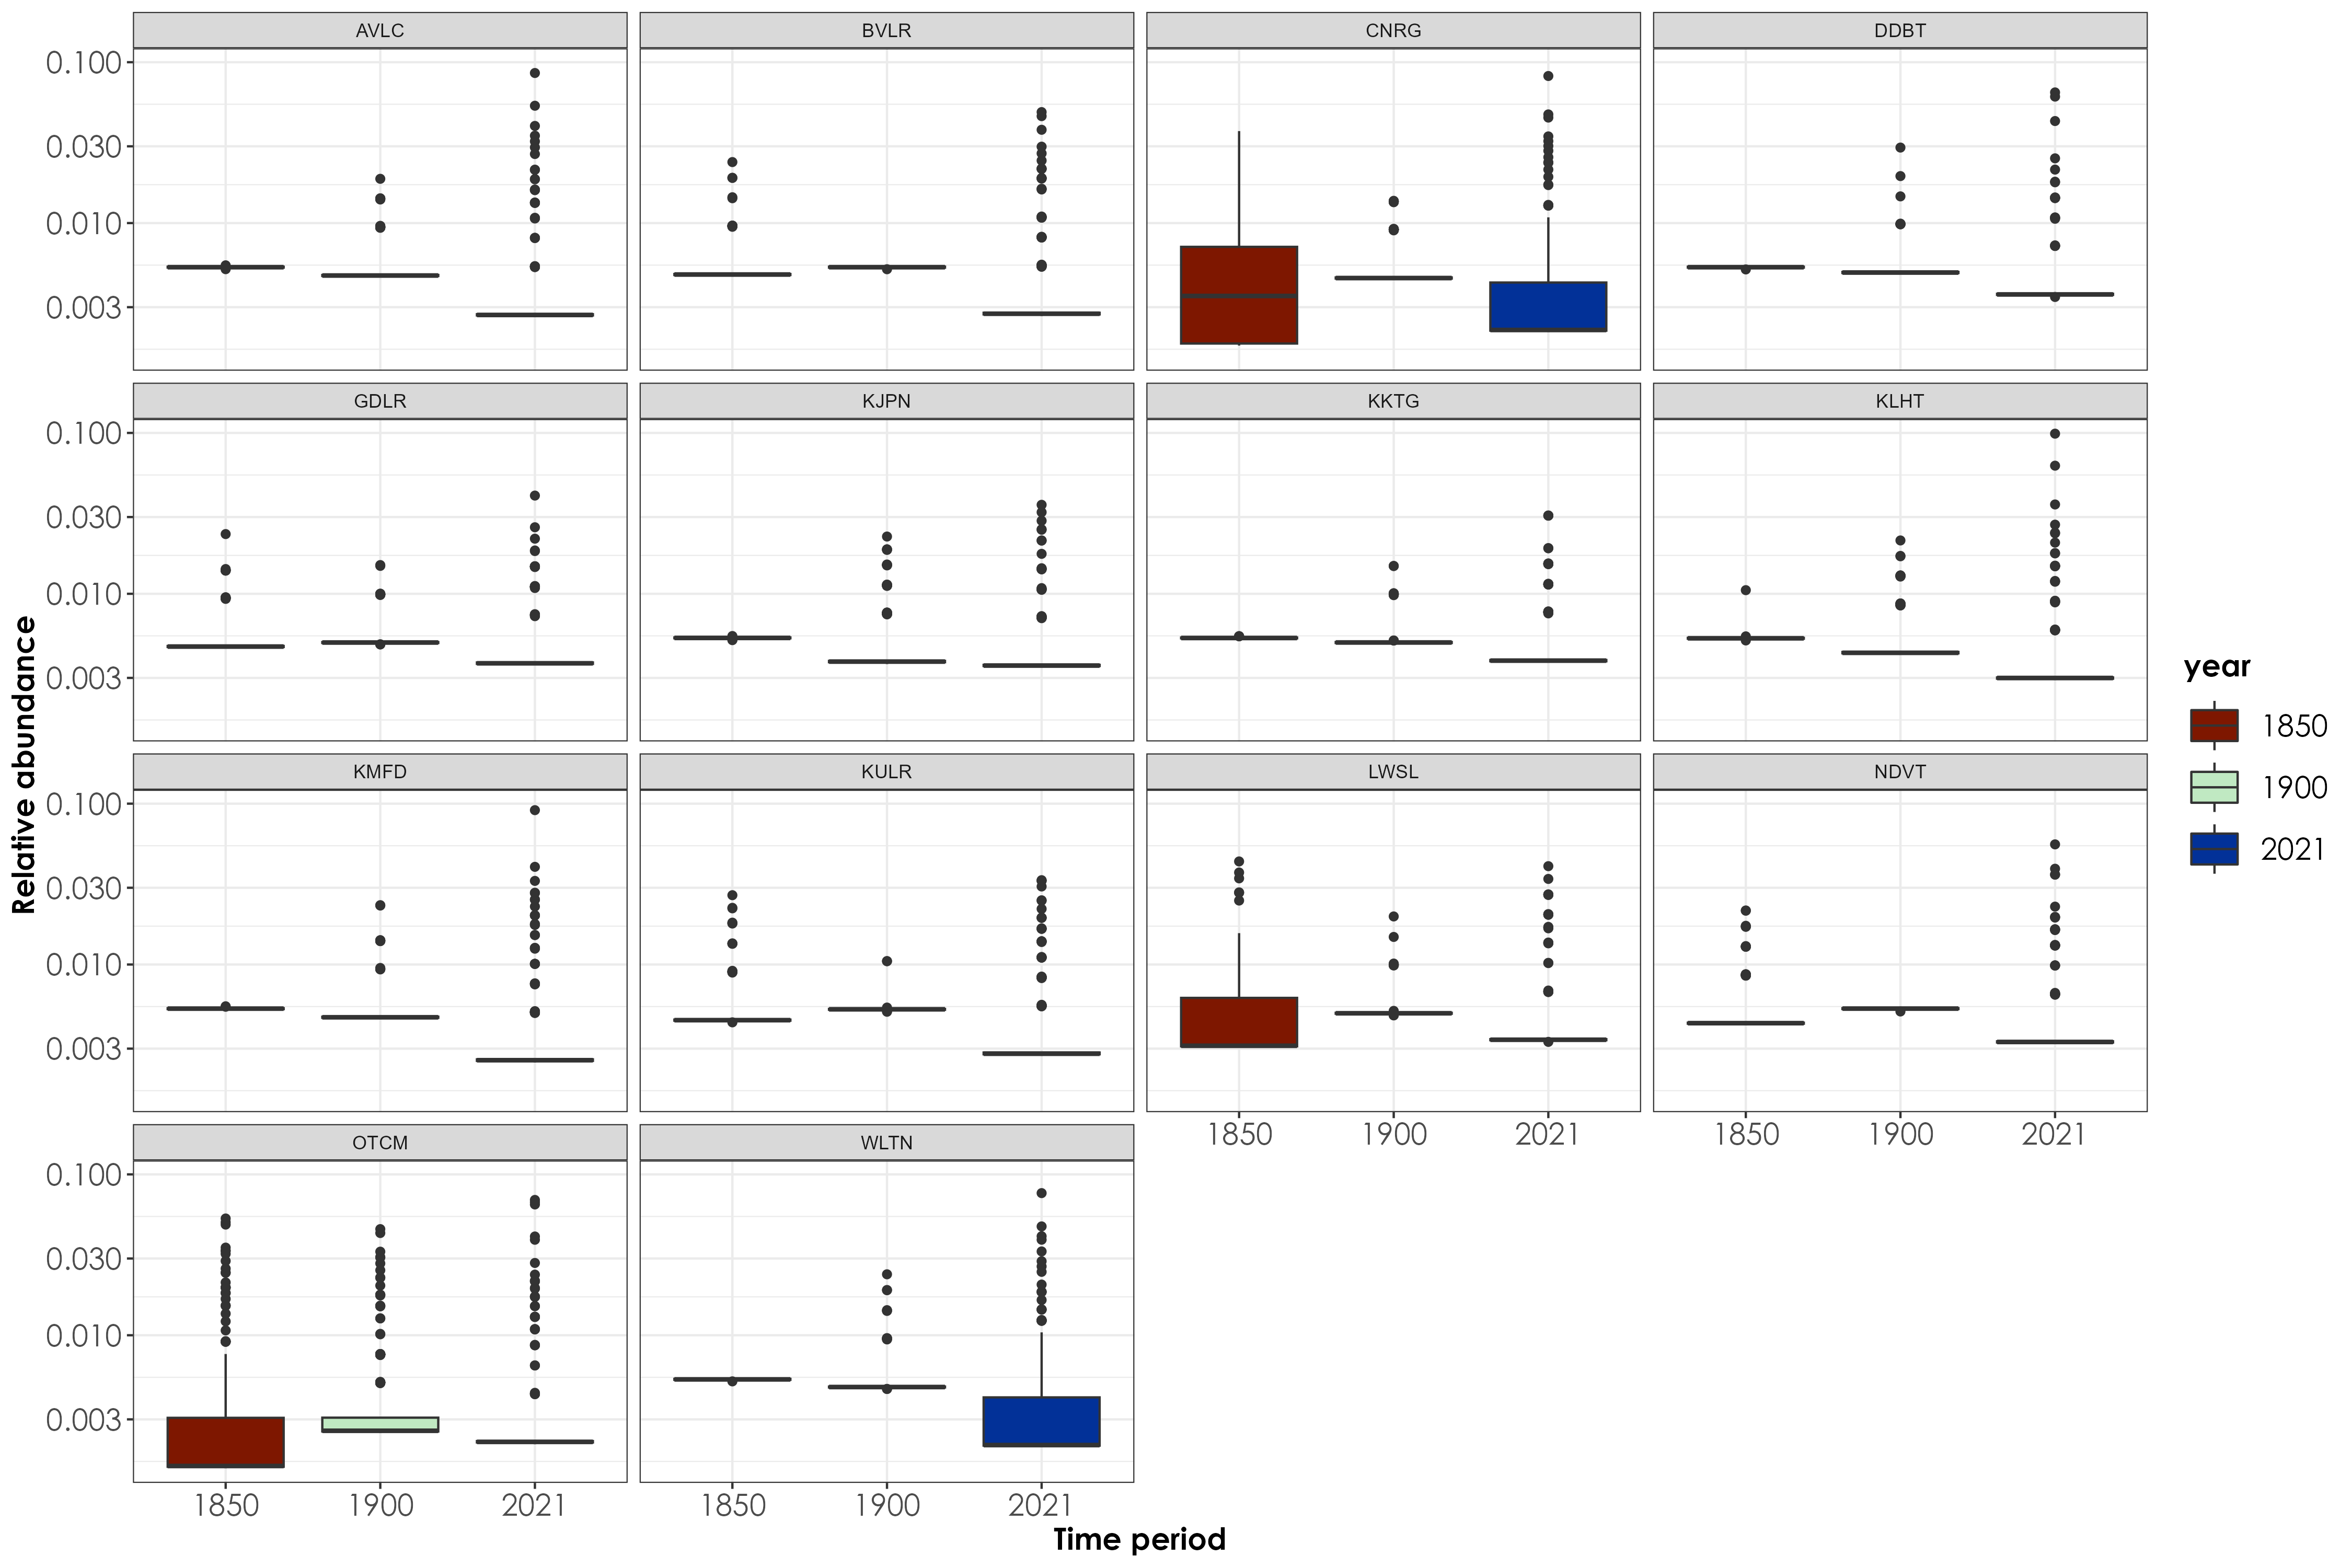 AVLC BVLR CNRG DDBT
0.100
0.030
0.010
0.003
GDLR KJPN KKTG KLHT
0.100
0.030
0.010
0.003
KMFD KULR LWSL NDVT
0.100
0.030
0.010
0.003
1850 1900 2021 1850 1900 2021
OTCM WLTN
0.100
0.030
0.010
0.003
1850 1900 2021 1850 1900 2021
Time period
Relative abundance
year
1850
1900
2021